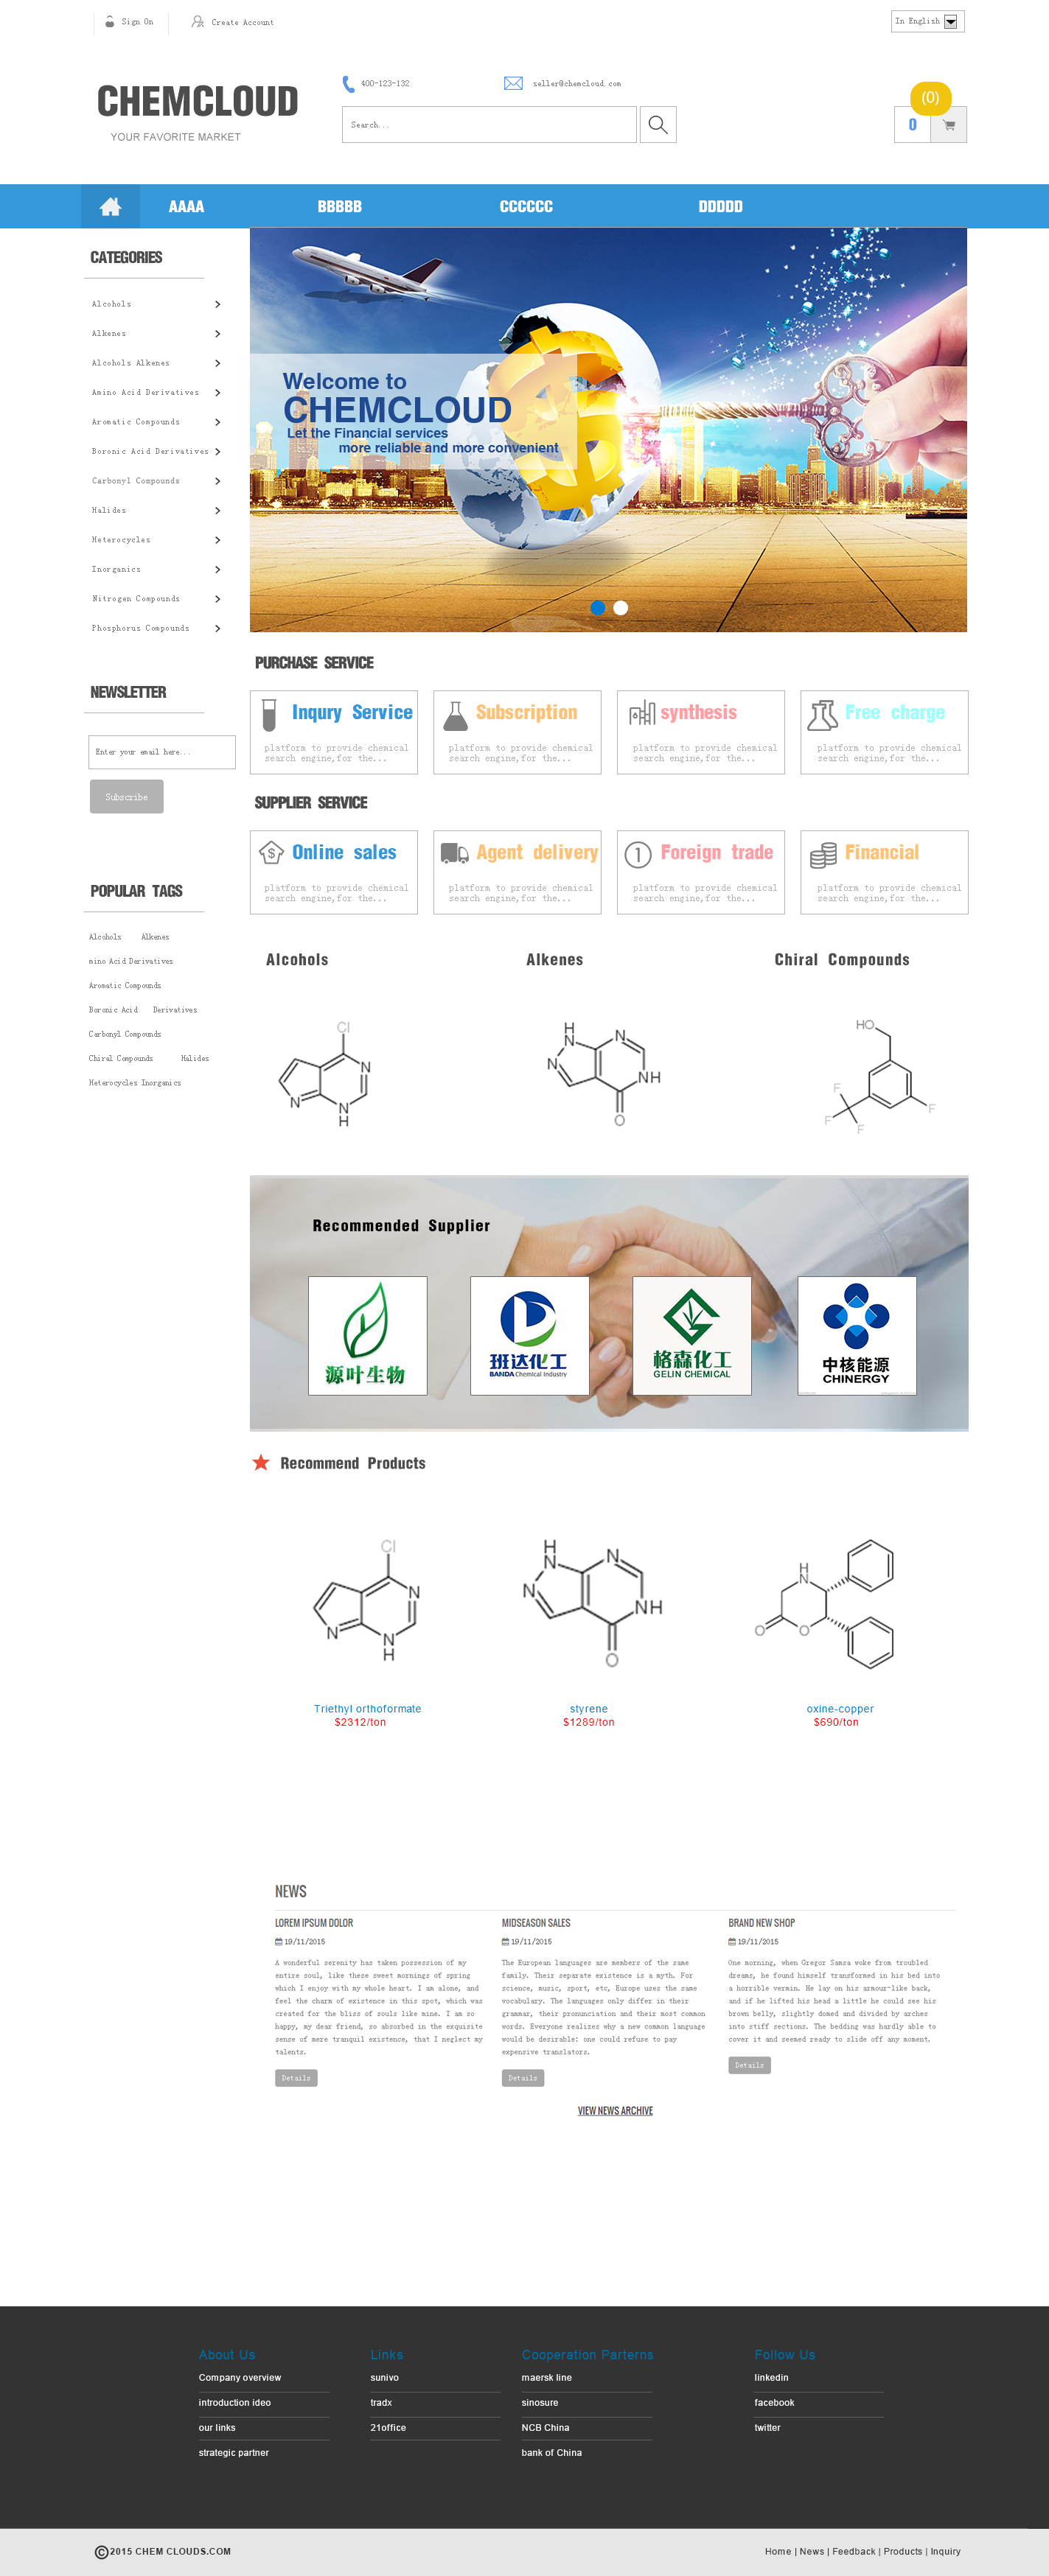 Sign On
Create Account
In English
CHEMCLOUD
YOUR FAVORITE MARKET
400-123-132
seller@chemcloud.com
Search...
(0)
0
AAAA
BBBBB
CCCCCC
DDDDD
CATEGORIES
Alcohols
Alkenes
Alcohols Alkenes
Amino Acid Derivatives
Aromatic Compounds
Boronic Acid Derivatives
Carbonyl Compounds
Halides
Heterocycles
Inorganics
Nitrogen Compounds
Phosphorus Compounds
Welcome to
CHEMCLOUD
Let the Financial services
more reliable and more convenient
NEWSLETTER
Enter your email here...
Subscribe
POPULAR TAGS
Alcohols Alkenes
mino Acid Derivatives
Aromatic Compounds
Boronic Acid Derivatives
Carbonyl Compounds
Chiral Compounds Halides
Heterocycles Inorganics
PURCHASE SERVICE
Inqury Service
platform to provide chemical
search engine,for the...
Subscription
platform to provide chemical
search engine,for the...
synthesis
platform to provide chemical
search engine,for the...
Free charge
platform to provide chemical
search engine,for the...
SUPPLIER SERVICE
$
Online sales
platform to provide chemical
search engine,for the...
Agent delivery
platform to provide chemical
search engine,for the...
1
Foreign trade
platform to provide chemical
search engine,for the...
Financial
platform to provide chemical
search engine,for the...
Alcohols
Alkenes
Chiral Compounds
Cl
N
N
N
H
H
N
N
N
NH
O
HO
F
F
F
F
Recommended Supplier
源叶生物
班达化工
BANDA Chemical Industry
格森化工
GELIN CHEMICAL
中核能源
CHINERGY
Recommend Products
Cl
N
N
N
H
H
N
N
N
NH
O
H
N
O
O
Triethyl orthoformate
$2312/ton
styrene
$1289/ton
oxine-copper
$690/ton
NEWS
LOREM IPSUM DOLOR
19/11/2015
A wonderful serenity has taken possession of my
entire soul, like these sweet mornings of spring
which I enjoy with my whole heart. I am alone, and
feel the charm of existence in this spot, which was
created for the bliss of souls like mine. I am so
happy, my dear friend, so absorbed in the exquisite
sense of mere tranquil existence, that I neglect my
talents.
Details
MIDSEASON SALES
19/11/2015
The European languages are members of the same
family. Their separate existence is a myth. For
science, music, sport, etc, Europe uses the same
vocabulary. The languages only differ in their
grammar, their pronunciation and their most common
words. Everyone realizes why a new common language
would be desirable: one could refuse to pay
expensive translators.
Details
BRAND NEW SHOP
19/11/2015
One morning, when Gregor Samsa woke from troubled
dreams, he found himself transformed in his bed into
a horrible vermin. He lay on his armour-like back,
and if he lifted his head a little he could see his
brown belly, slightly domed and divided by arches
into stiff sections. The bedding was hardly able to
cover it and seemed ready to slide off any moment.
Details
VIEW NEWS ARCHIVE
About Us
Company overview
introduction ideo
our links
strategic partner
Links
sunivo
tradx
21office
Cooperation Parterns
maersk line
sinosure
NCB China
bank of China
Follow Us
linkedin
facebook
twitter
©2015 CHEM CLOUDS.COM
Home | News | Feedback | Products | Inquiry